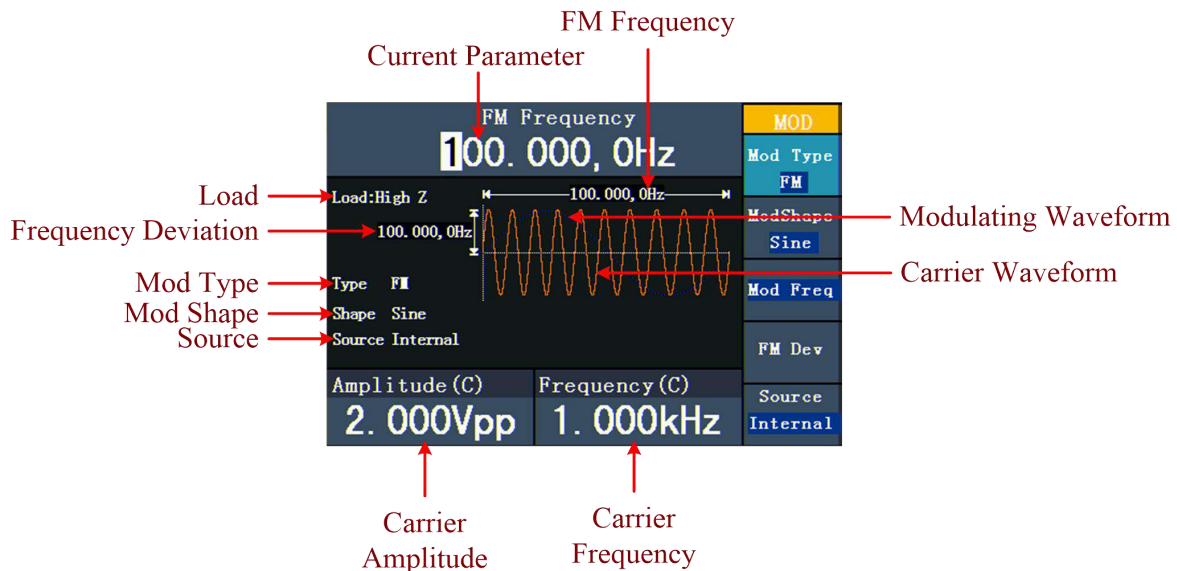 FM Frequency
Current Parameter
FM Frequency
100.000,0Hz
MOD
Mod Type
FM
ModShape
Sine
Mod Freq
FM Dev
Source
Internal
Load
Load:High Z
100.000,0Hz
Frequency Deviation
100.000,0Hz
Modulating Waveform
Carrier Waveform
Mod Type
Type FM
Mod Shape
Shape Sine
Source
Source Internal
Amplitude(C)
2.000Vpp
Frequency(C)
1.000kHz
Carrier
Amplitude
Carrier
Frequency